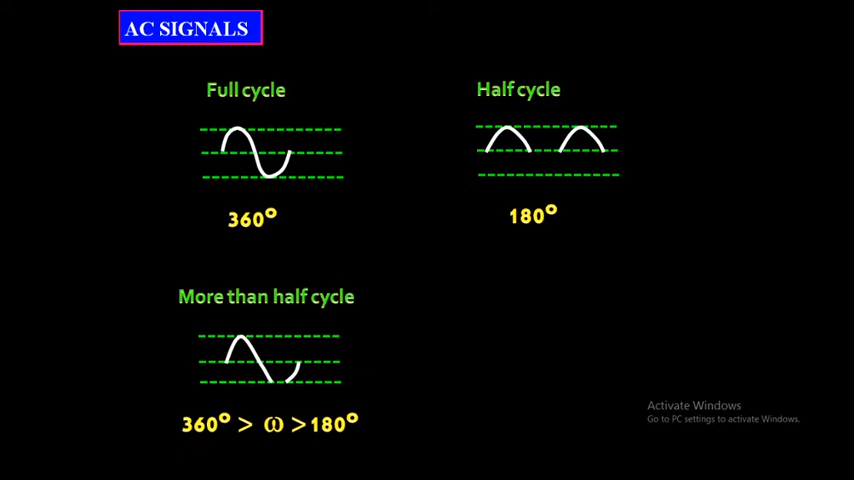 AC SIGNALS
Full cycle
Half cycle
360°
180°
More than half cycle
360° > ω >180°
Activate Windows
Go to PC settings to activate Windows.